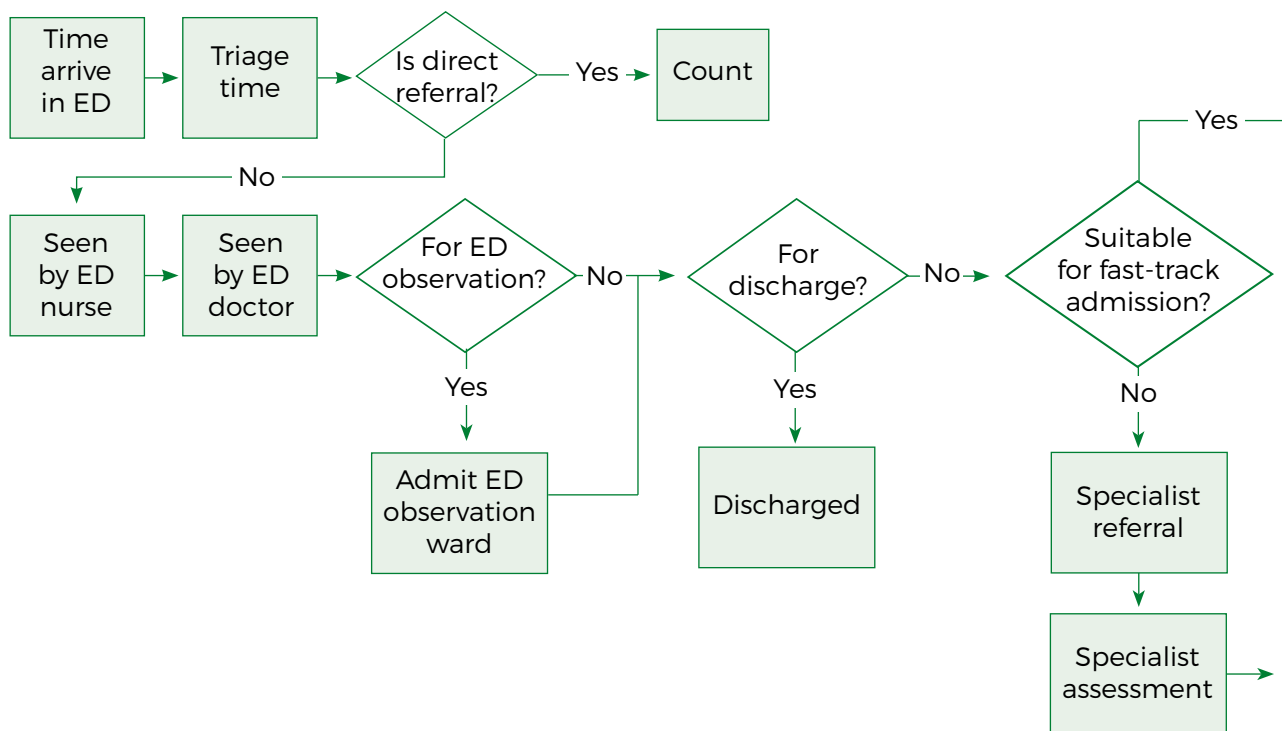 Time
arrive
in ED
Triage
time
Is direct
referral?
Yes
Count
Yes
No
Seen
by ED
nurse
Seen
by ED
doctor
For ED
observation?
No
For
discharge?
No
Suitable
for fast-track
admission?
Yes
Yes
No
Admit ED
observation
ward
Discharged
Specialist
referral
Specialist
assessment